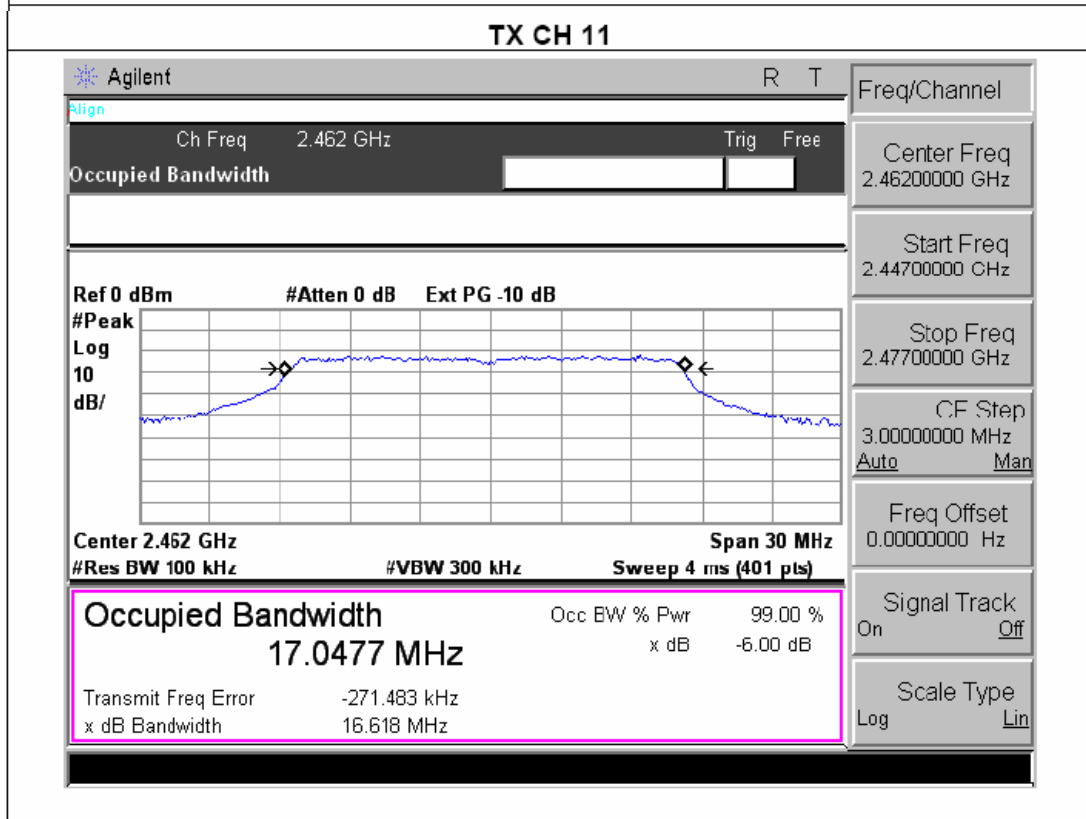 TX CH 11
Agilent R T
Align
Ch Freq 2.462 GHz Trig Free
Occupied Bandwidth
Ref 0 dBm #Atten 0 dB Ext PG -10 dB
#Peak
Log
10
dB/
Center 2.462 GHz Span 30 MHz
#Res BW 100 kHz #VBW 300 kHz Sweep 4 ms (401 pts)
Occupied Bandwidth
17.0477 MHz
Occ BW % Pwr 99.00 %
x dB -6.00 dB
Transmit Freq Error -271.483 kHz
x dB Bandwidth 16.618 MHz
Freq/Channel
Center Freq
2.46200000 GHz
Start Freq
2.44700000 GHz
Stop Freq
2.47700000 GHz
CF Step
3.00000000 MHz
Auto Man
Freq Offset
0.00000000 Hz
Signal Track
On Off
Scale Type
Log Lin